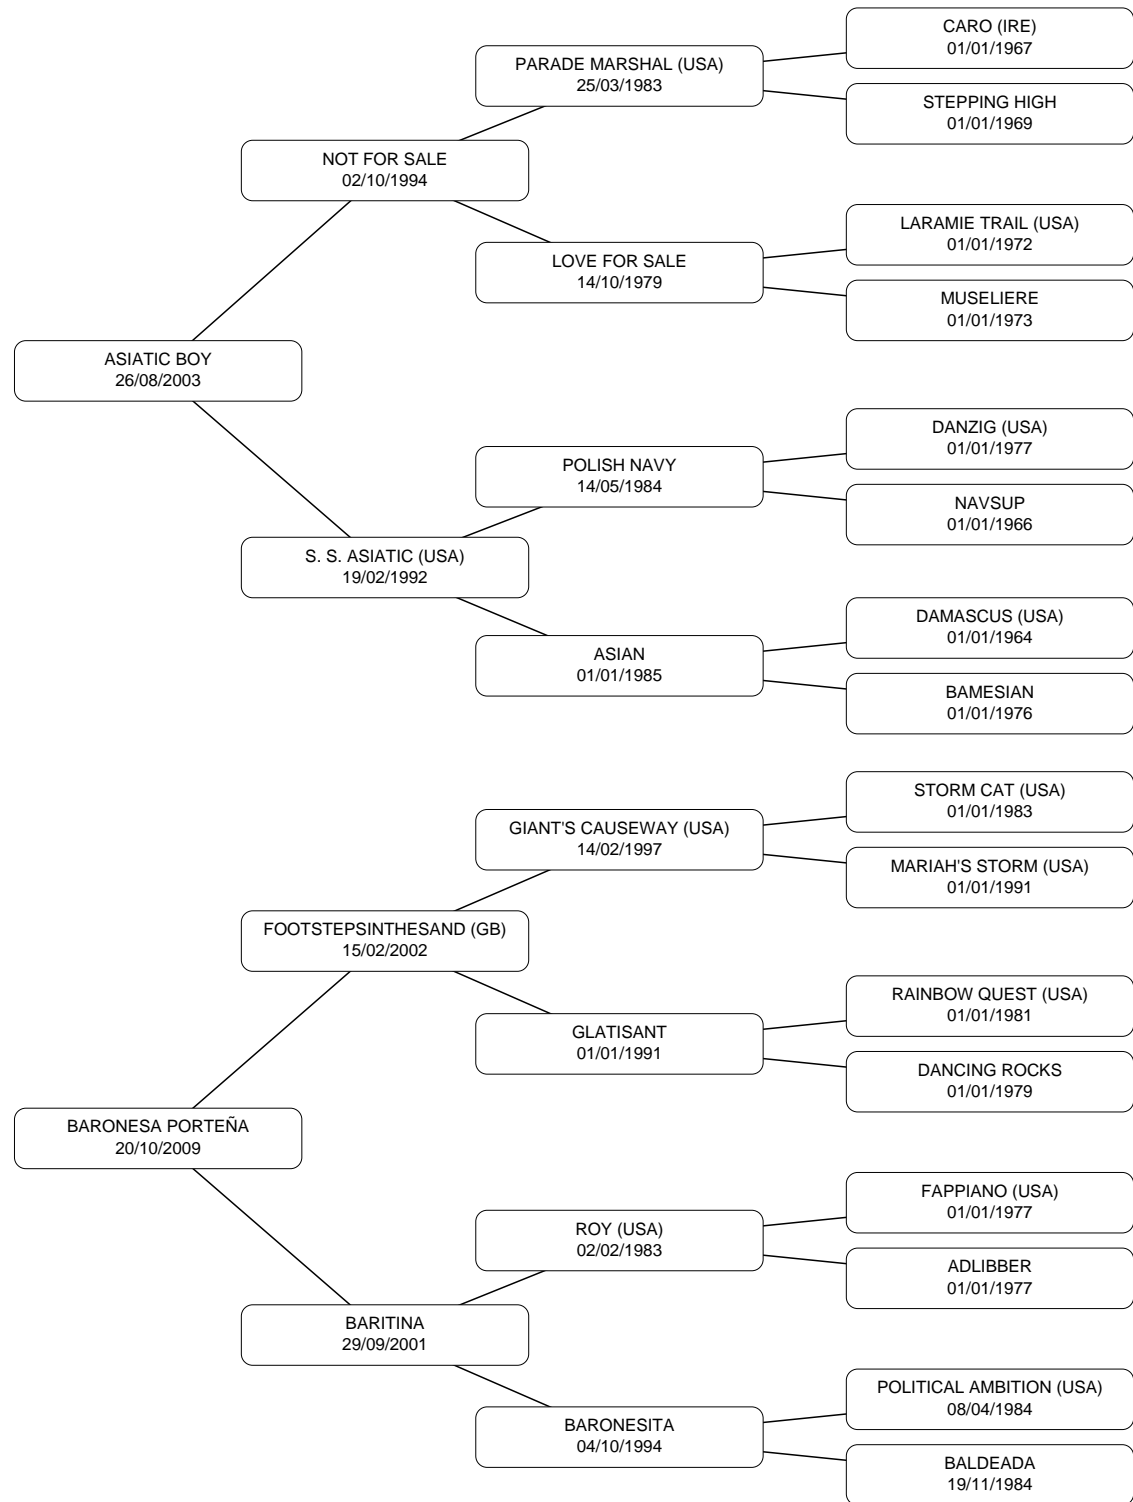 CARO (IRE)
01/01/1967
PARADE MARSHAL (USA)
25/03/1983
STEPPING HIGH
01/01/1969
NOT FOR SALE
02/10/1994
LARAMIE TRAIL (USA)
01/01/1972
LOVE FOR SALE
14/10/1979
MUSELIERE
01/01/1973
ASIATIC BOY
26/08/2003
DANZIG (USA)
01/01/1977
POLISH NAVY
14/05/1984
NAVSUP
01/01/1966
S. S. ASIATIC (USA)
19/02/1992
DAMASCUS (USA)
01/01/1964
ASIAN
01/01/1985
BAMESIAN
01/01/1976
STORM CAT (USA)
01/01/1983
GIANT'S CAUSEWAY (USA)
14/02/1997
MARIAH'S STORM (USA)
01/01/1991
FOOTSTEPSINTHESAND (GB)
15/02/2002
RAINBOW QUEST (USA)
01/01/1981
GLATISANT
01/01/1991
DANCING ROCKS
01/01/1979
BARONESA PORTEÑA
20/10/2009
FAPPIANO (USA)
01/01/1977
ROY (USA)
02/02/1983
ADLIBBER
01/01/1977
BARITINA
29/09/2001
POLITICAL AMBITION (USA)
08/04/1984
BARONESITA
04/10/1994
BALDEADA
19/11/1984